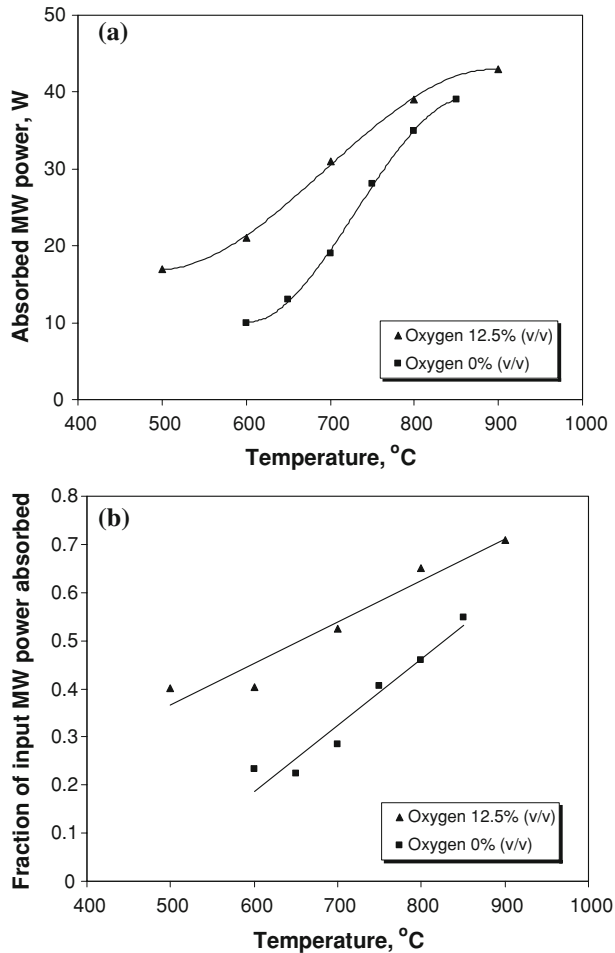 (a)
50
40
30
20
10
0
Absorbed MW power, W
Oxygen 12.5% (v/v)
Oxygen 0% (v/v)
400 500 600 700 800 900 1000
Temperature, °C
(b)
0.8
0.7
0.6
0.5
0.4
0.3
0.2
0.1
0
Fraction of input MW power absorbed
Oxygen 12.5% (v/v)
Oxygen 0% (v/v)
400 500 600 700 800 900 1000
Temperature, °C